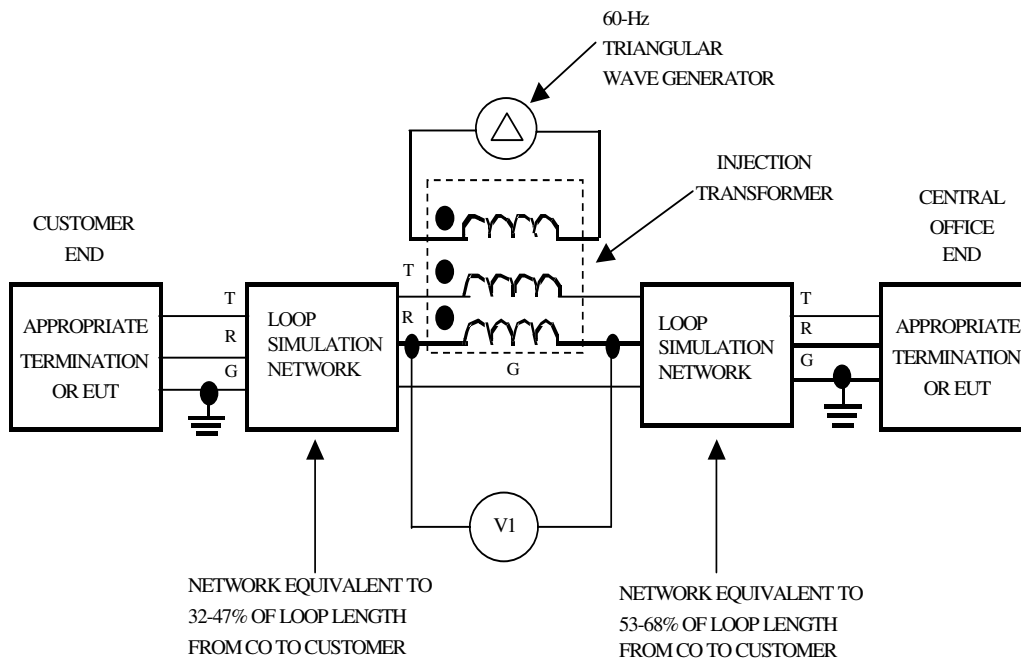 60-Hz
TRIANGULAR
WAVE GENERATOR
INJECTION
TRANSFORMER
CUSTOMER
END
CENTRAL
OFFICE
END
T
R
G
T
R
G
T
R
G
APPROPRIATE
TERMINATION
OR EUT
LOOP
SIMULATION
NETWORK
LOOP
SIMULATION
NETWORK
APPROPRIATE
TERMINATION
OR EUT
V1
NETWORK EQUIVALENT TO
32-47% OF LOOP LENGTH
FROM CO TO CUSTOMER
NETWORK EQUIVALENT TO
53-68% OF LOOP LENGTH
FROM CO TO CUSTOMER